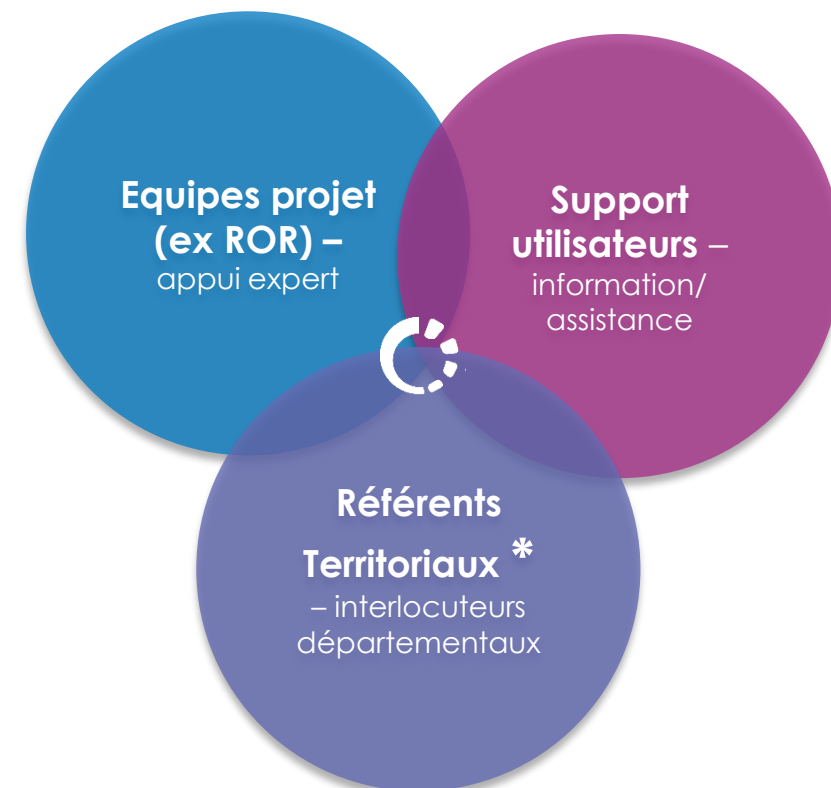 Equipes projet
(ex ROR) –
appui expert
Support
utilisateurs –
information/
assistance
Référents
Territoriaux *
– interlocuteurs
départementaux